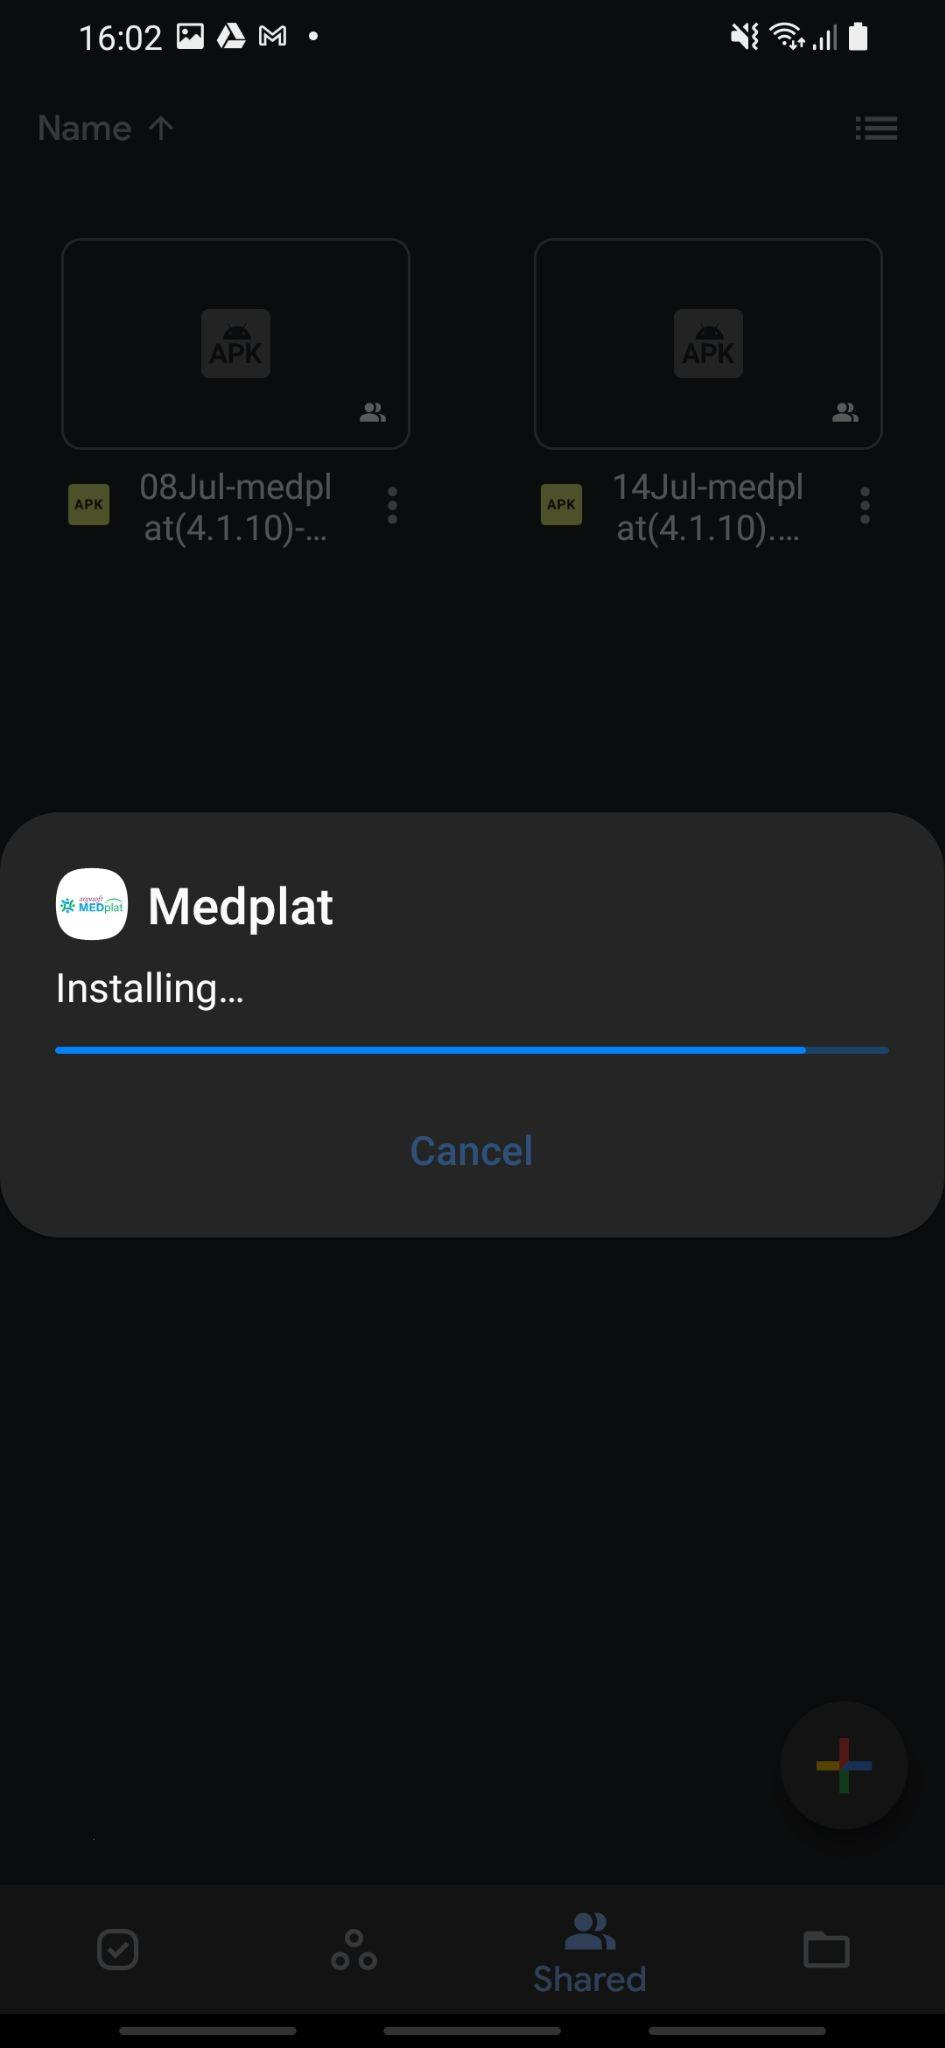 16:02
Name
APK
APK
APK
08Jul-medpl
at(4.1.10)-...
APK
14Jul-medpl
at(4.1.10)....
argusoft
MEDplat
Medplat
Installing...
Cancel
Shared